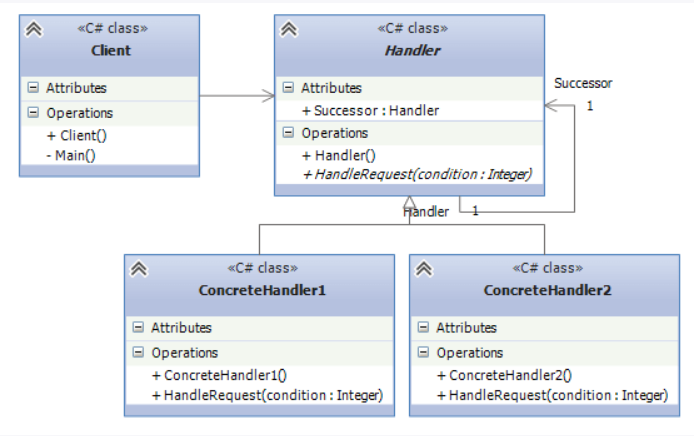 «C# class»
Client
Attributes
Operations
+ Client()
- Main()
«C# class»
Handler
Attributes
+ Successor : Handler
Operations
+ Handler()
+ HandleRequest(condition : Integer)
Successor
1
Handler
1
«C# class»
ConcreteHandler1
Attributes
Operations
+ ConcreteHandler1()
+ HandleRequest(condition : Integer)
«C# class»
ConcreteHandler2
Attributes
Operations
+ ConcreteHandler2()
+ HandleRequest(condition : Integer)